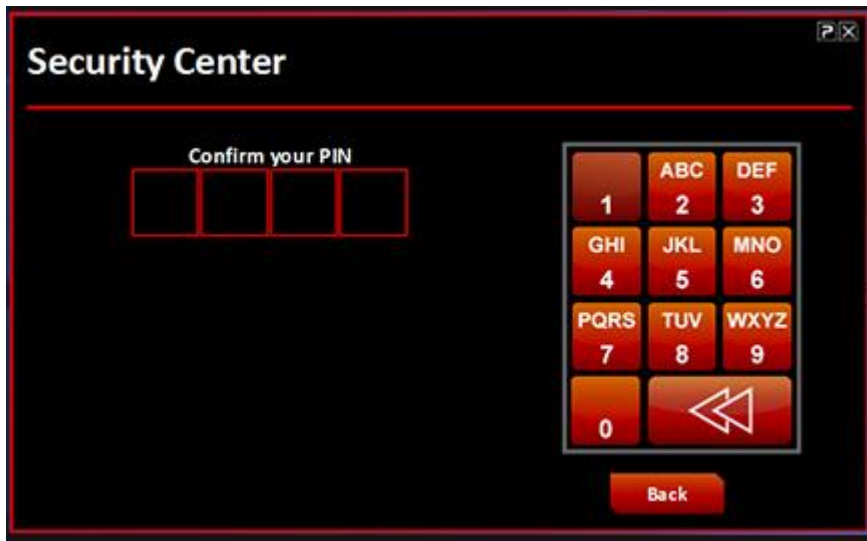 ?
Security Center
Confirm your PIN
1
ABC
2
DEF
3
GHI
4
JKL
5
MNO
6
PQRS
7
TUV
8
WXYZ
9
0
Back